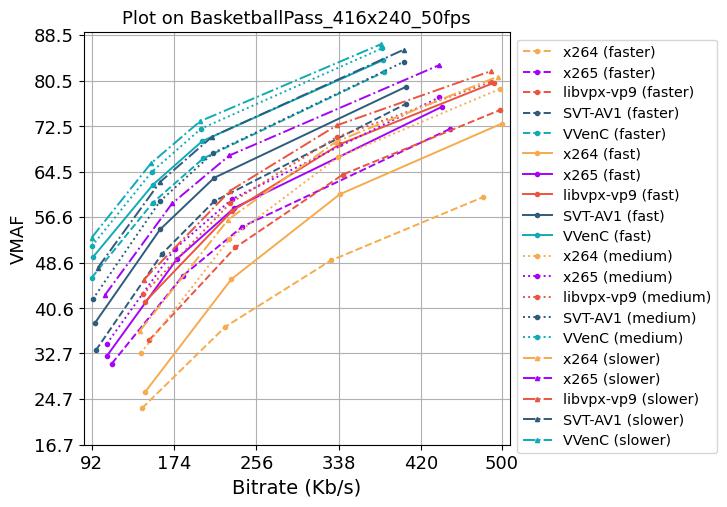 Plot on BasketballPass_416x240_50fps
88.5
80.5
72.5
64.5
56.6
48.6
40.6
32.7
24.7
16.7
VMAF
92 174 256 338 420 500
Bitrate (Kb/s)
x264 (faster)
x265 (faster)
libvpx-vp9 (faster)
SVT-AV1 (faster)
VVenC (faster)
x264 (fast)
x265 (fast)
libvpx-vp9 (fast)
SVT-AV1 (fast)
VVenC (fast)
x264 (medium)
x265 (medium)
libvpx-vp9 (medium)
SVT-AV1 (medium)
VVenC (medium)
x264 (slower)
x265 (slower)
libvpx-vp9 (slower)
SVT-AV1 (slower)
VVenC (slower)